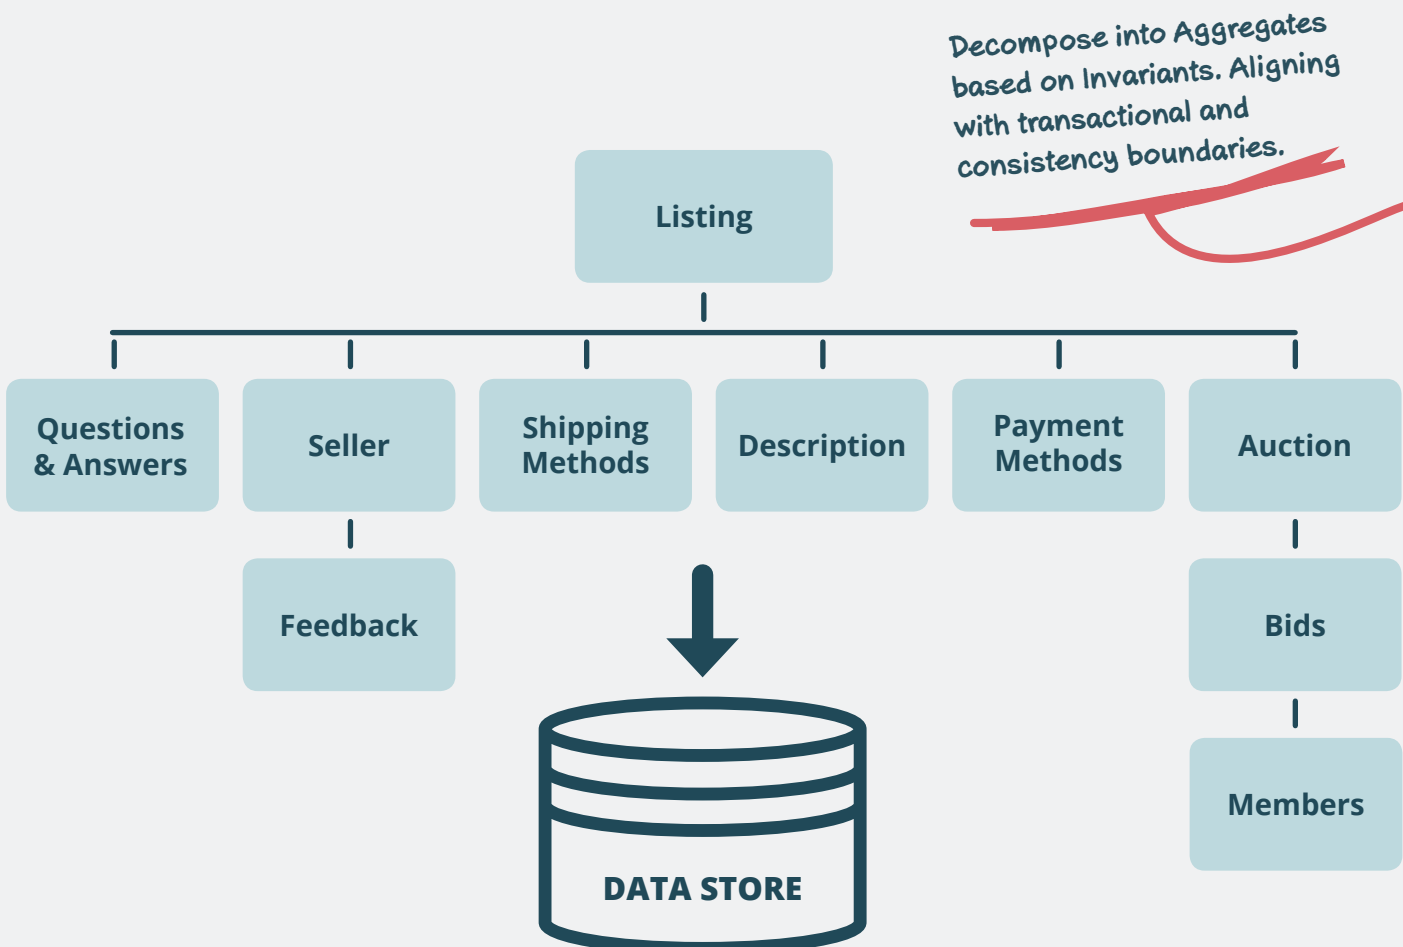 Decompose into Aggregates
based on Invariants. Aligning
with transactional and
consistency boundaries.
Listing
Questions
& Answers
Seller
Shipping
Methods
Description
Payment
Methods
Auction
Feedback
Bids
Members
DATA STORE